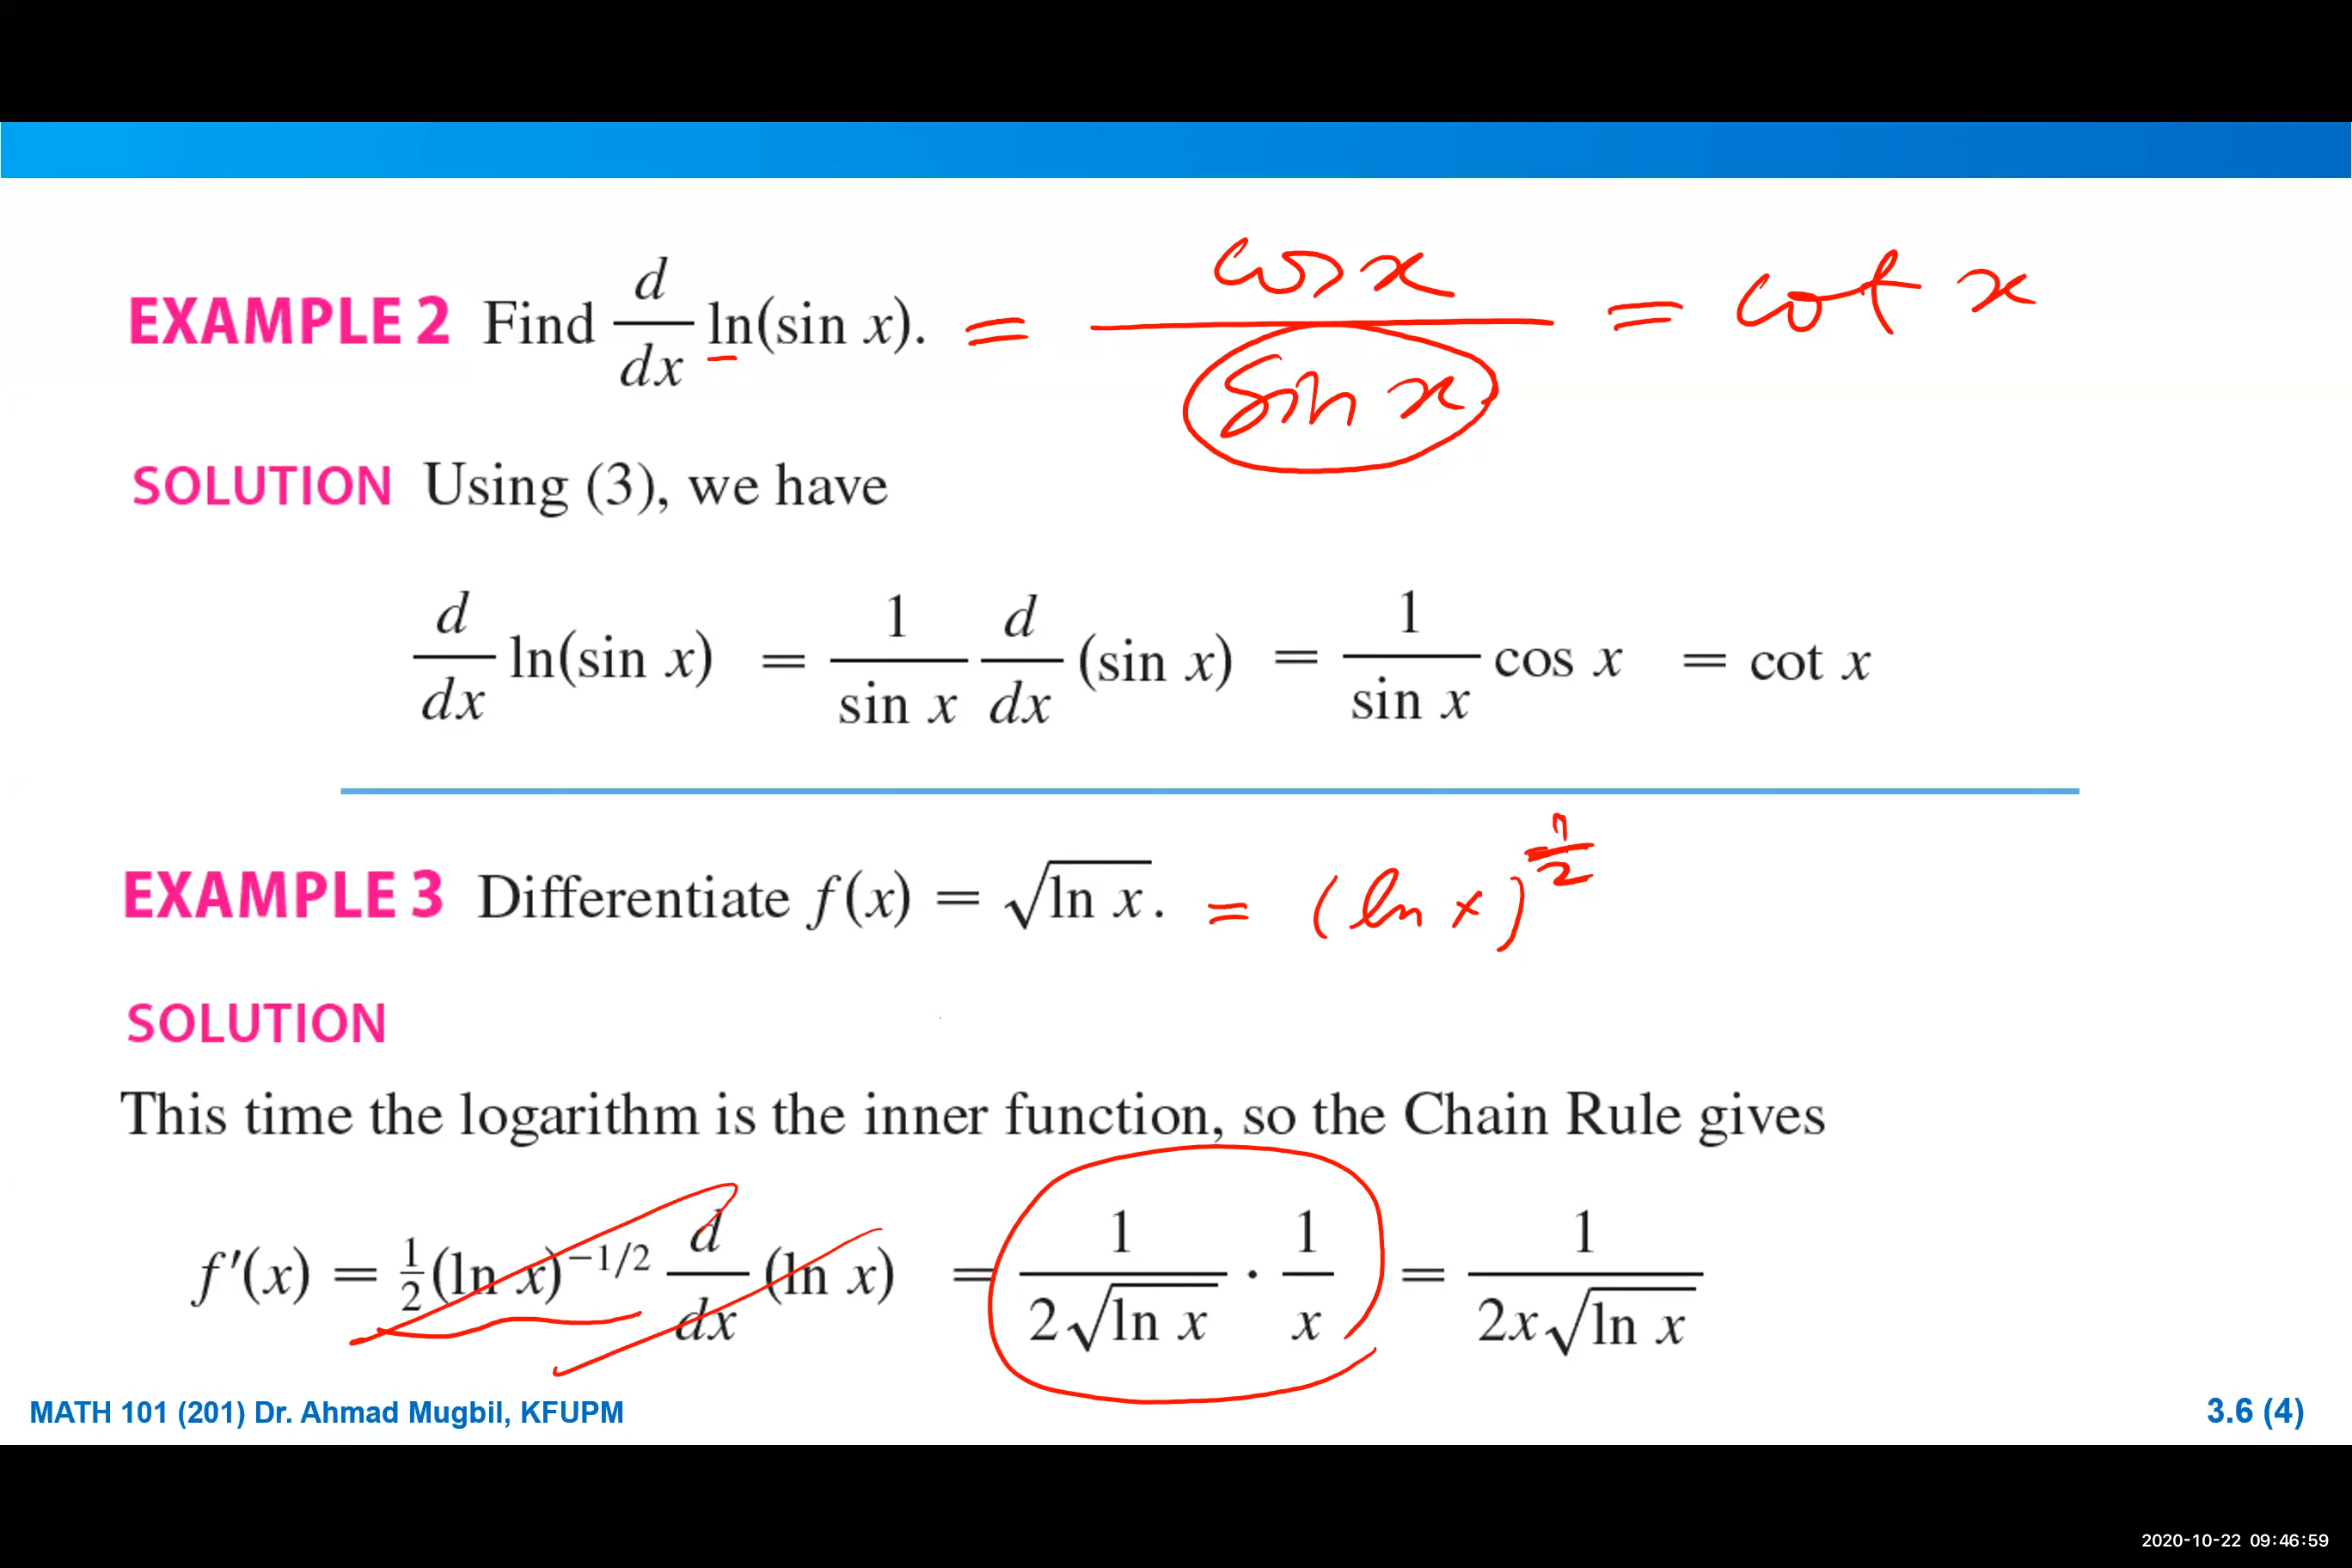 EXAMPLE 2 Find d/dx ln(sin x). = cos x / sin x = cot x
SOLUTION Using (3), we have
d/dx ln(sin x) = 1/sin x d/dx (sin x) = 1/sin x cos x = cot x
EXAMPLE 3 Differentiate f(x) = √ln x. = (ln x)^1/2
SOLUTION
This time the logarithm is the inner function, so the Chain Rule gives
f′(x) = ½(ln x)^−1/2 d/dx (ln x) = 1/2√ln x · 1/x = 1/2x√ln x
MATH 101 (201) Dr. Ahmad Mugbil, KFUPM 3.6 (4)
2020-10-22 09:46:59